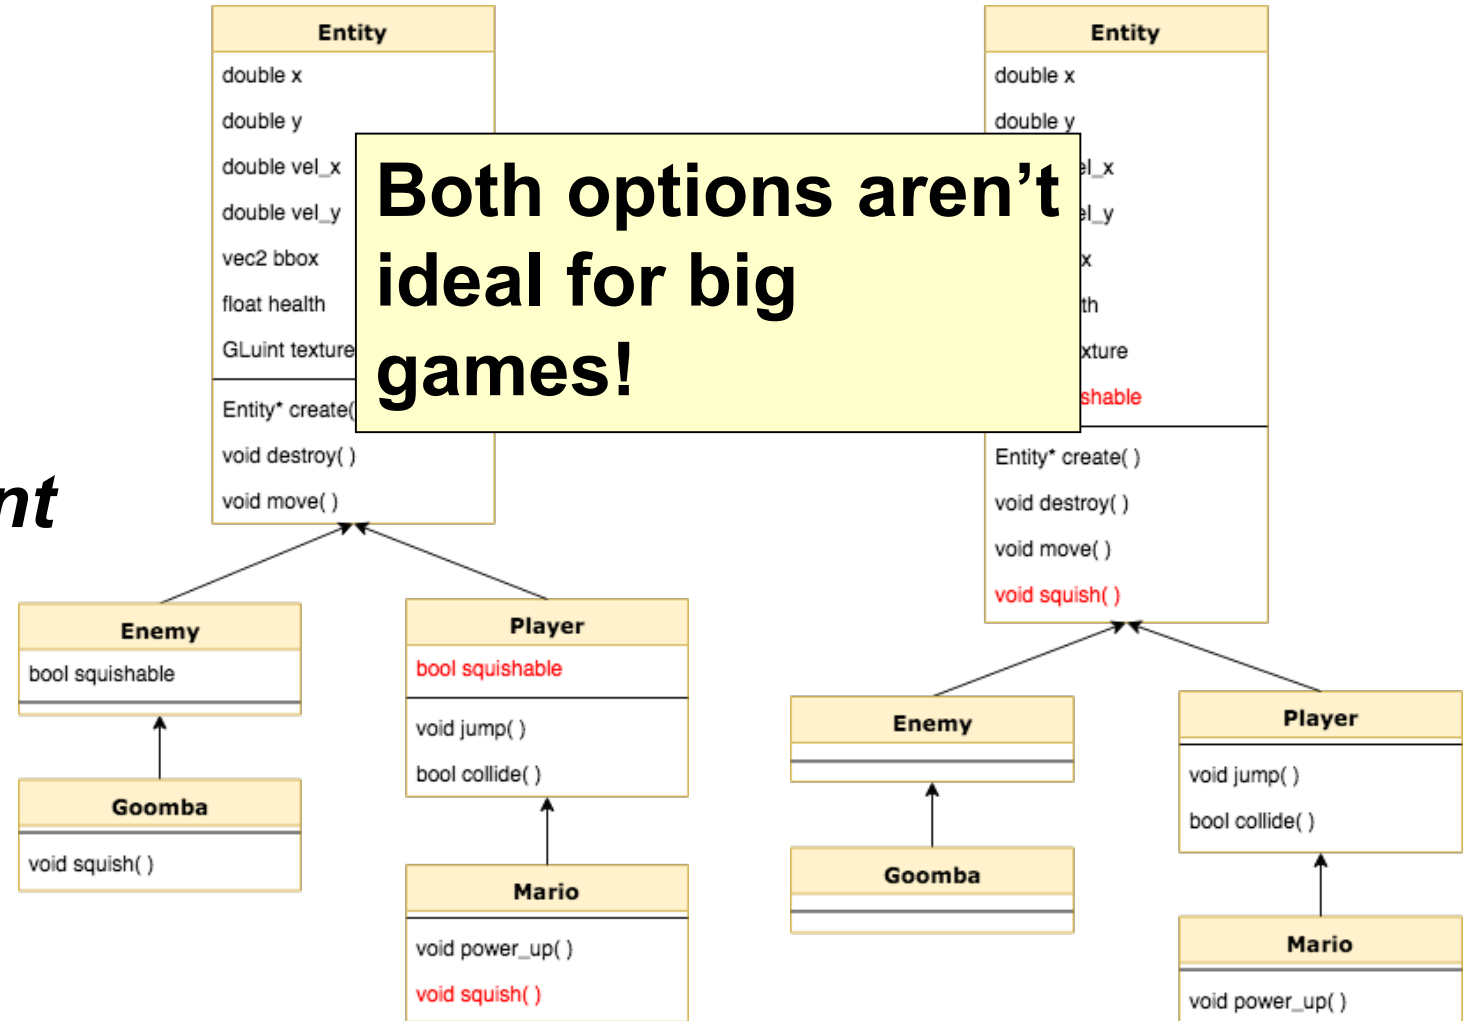 Entity
double x
double y
double vel_x
double vel_y
vec2 bbox
float health
GLuint texture
Entity* create(
void destroy( )
void move( )
Both options aren’t
ideal for big
games!
Entity
double x
double y
el_x
el_y
x
th
xture
shable
Entity* create( )
void destroy( )
void move( )
void squish( )
nt
Enemy
bool squishable
Goomba
void squish( )
Player
bool squishable
void jump( )
bool collide( )
Mario
void power_up( )
void squish( )
Enemy
Goomba
Player
void jump( )
bool collide( )
Mario
void power_up( )